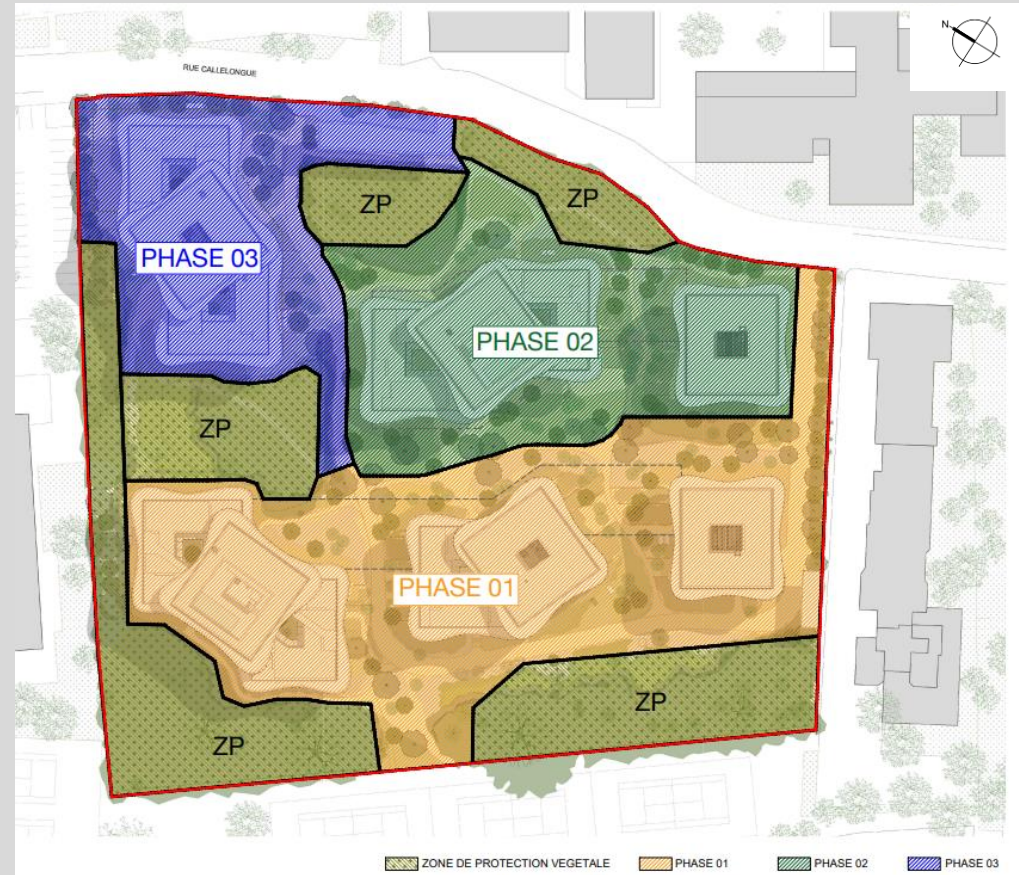 N
RUE CALLELONGUE
ZP
ZP
PHASE 03
PHASE 02
ZP
PHASE 01
ZP
ZP
ZONE DE PROTECTION VEGETALE PHASE 01 PHASE 02 PHASE 03